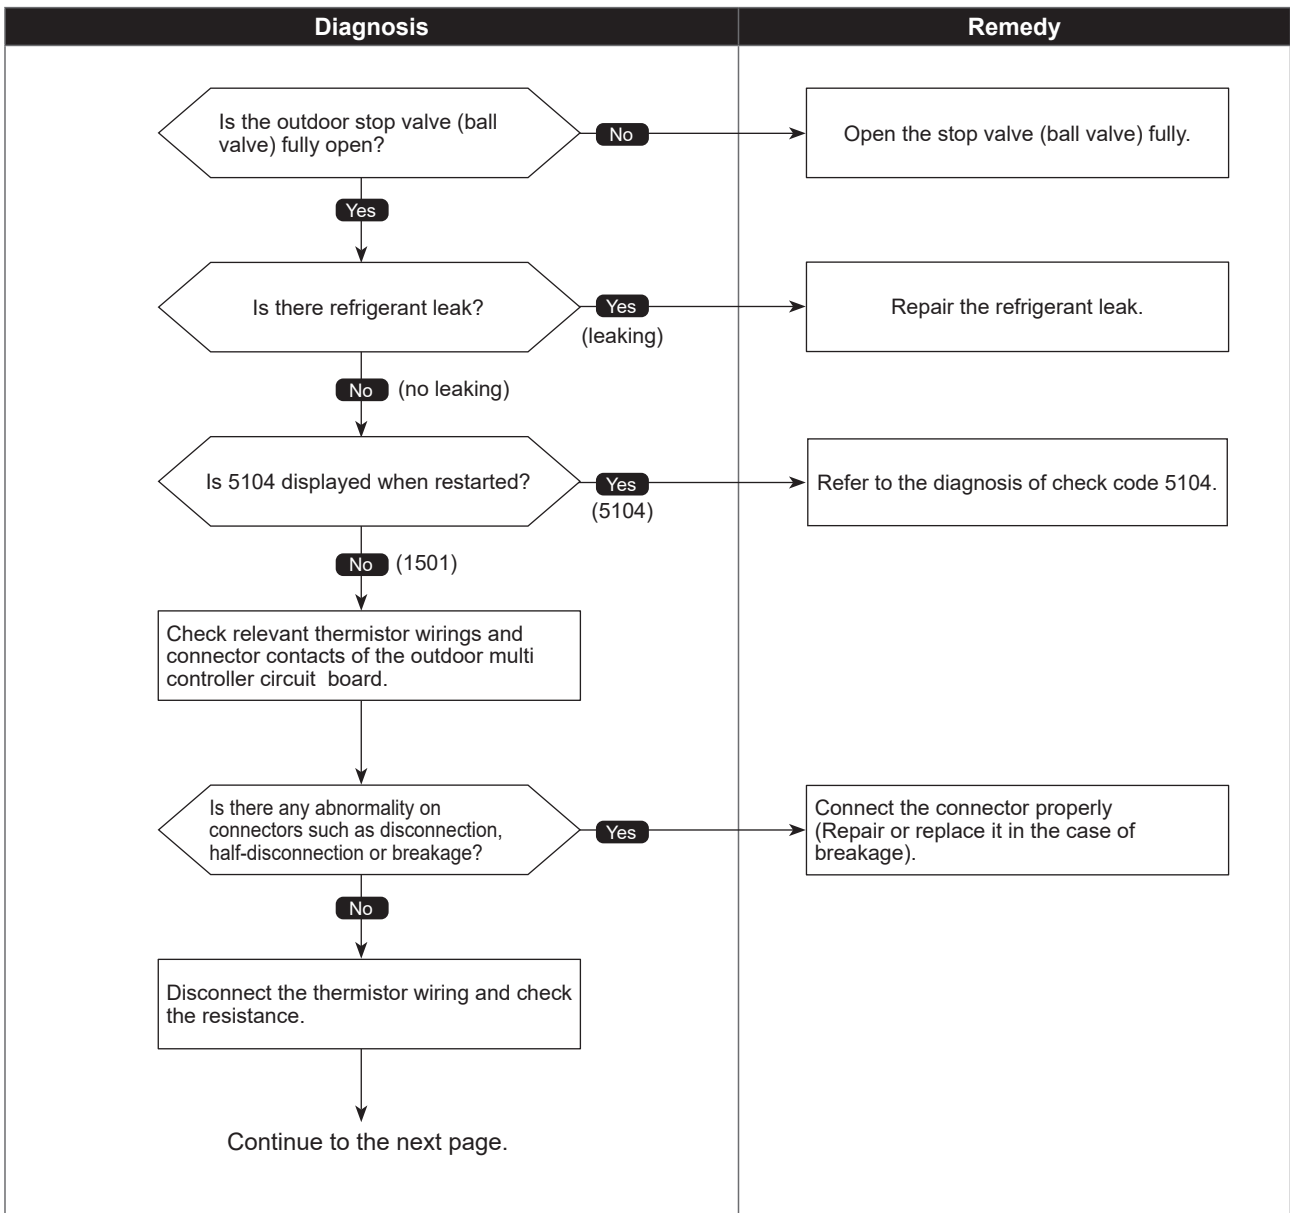 Diagnosis
Remedy
Is the outdoor stop valve (ball
valve) fully open?
No
Open the stop valve (ball valve) fully.
Yes
Is there refrigerant leak?
Yes
(leaking)
Repair the refrigerant leak.
No (no leaking)
Is 5104 displayed when restarted?
Yes
(5104)
Refer to the diagnosis of check code 5104.
No (1501)
Check relevant thermistor wirings and
connector contacts of the outdoor multi
controller circuit board.
Is there any abnormality on
connectors such as disconnection,
half-disconnection or breakage?
Yes
Connect the connector properly
(Repair or replace it in the case of
breakage).
No
Disconnect the thermistor wiring and check
the resistance.
Continue to the next page.